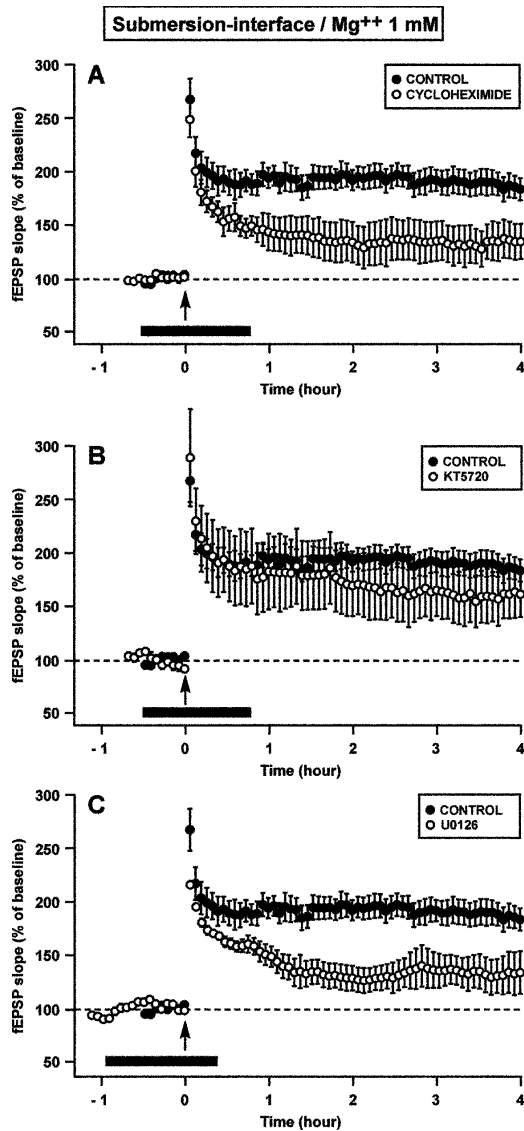 Submersion-interface / Mg++ 1 mM
A
CONTROL
CYCLOHEXIMIDE
fEPSP slope (% of baseline)
300
250
200
150
100
50
- 1
0
1
2
3
4
Time (hour)
B
CONTROL
KT5720
fEPSP slope (% of baseline)
300
250
200
150
100
50
- 1
0
1
2
3
4
Time (hour)
C
CONTROL
U0126
fEPSP slope (% of baseline)
300
250
200
150
100
50
- 1
0
1
2
3
4
Time (hour)